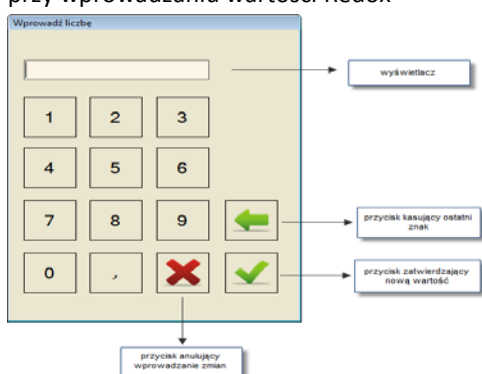 przy wprowadzaniu wartości Redox
Wprowadź liczbę
wyświetlacz
1 2 3
4 5 6
7 8 9
przycisk kasujący ostatni
znak
0 ,
przycisk zatwierdzający
nową wartość
przycisk anulujący
wprowadzanie zmian